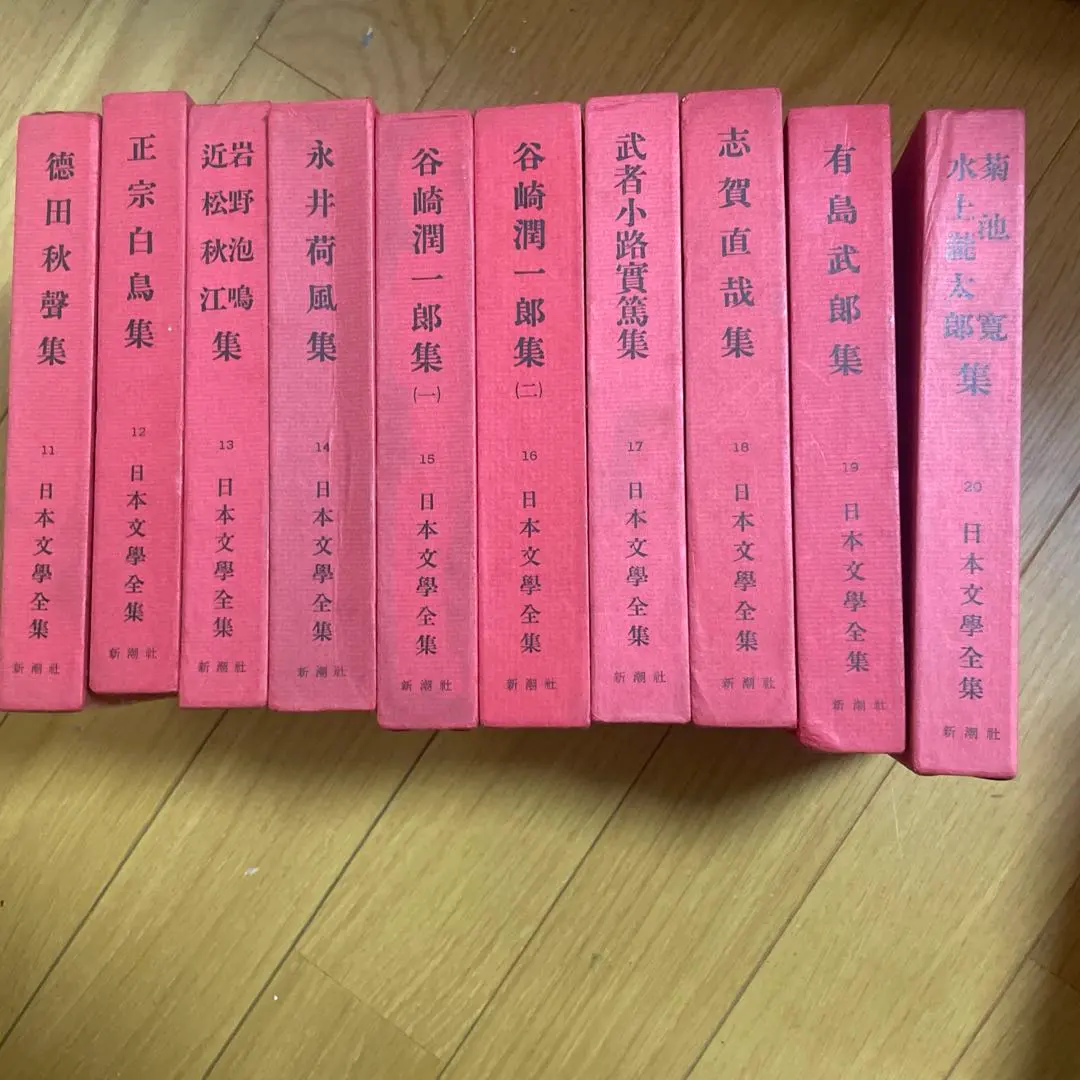 德田秋聲集
11
日本文學全集
新潮社
正宗白鳥集
12
日本文學全集
新潮社
岩野泡鳴
近松秋江
集
13
日本文學全集
新潮社
永井荷風集
14
日本文學全集
新潮社
谷崎潤一郎集
(一)
15
日本文學全集
新潮社
谷崎潤一郎集
(二)
16
日本文學全集
新潮社
武者小路實篤集
17
日本文學全集
新潮社
志賀直哉集
18
日本文學全集
新潮社
有島武郎集
19
日本文學全集
新潮社
菊池寬
水上瀧太郎
集
20
日本文學全集
新潮社